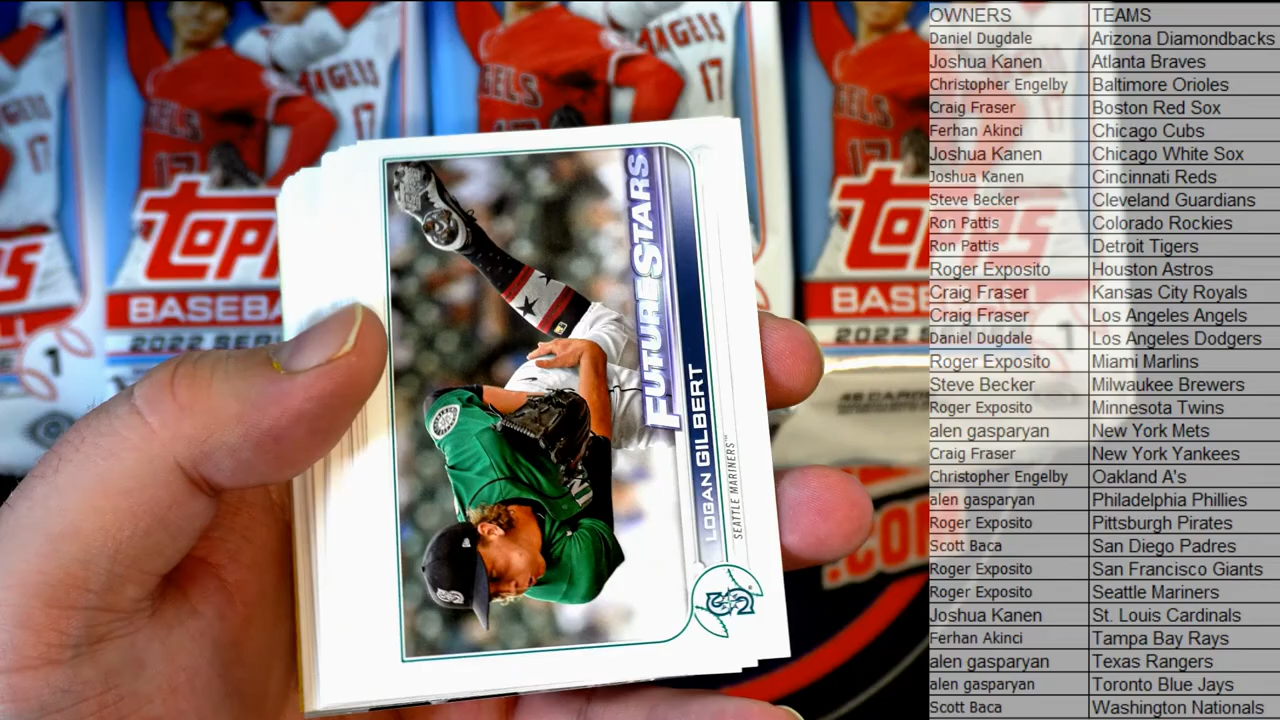 OWNERS TEAMS
Daniel Dugdale Arizona Diamondbacks
Joshua Kanen Atlanta Braves
Christopher Engelby Baltimore Orioles
Craig Fraser Boston Red Sox
Ferhan Akinci Chicago Cubs
Joshua Kanen Chicago White Sox
Joshua Kanen Cincinnati Reds
Steve Becker Cleveland Guardians
Ron Pattis Colorado Rockies
Ron Pattis Detroit Tigers
Roger Exposito Houston Astros
Craig Fraser Kansas City Royals
Craig Fraser Los Angeles Angels
Daniel Dugdale Los Angeles Dodgers
Roger Exposito Miami Marlins
Steve Becker Milwaukee Brewers
Roger Exposito Minnesota Twins
alen gasparyan New York Mets
Craig Fraser New York Yankees
Christopher Engelby Oakland A's
alen gasparyan Philadelphia Phillies
Roger Exposito Pittsburgh Pirates
Scott Baca San Diego Padres
Roger Exposito San Francisco Giants
Roger Exposito Seattle Mariners
Joshua Kanen St. Louis Cardinals
Ferhan Akinci Tampa Bay Rays
alen gasparyan Texas Rangers
alen gasparyan Toronto Blue Jays
Scott Baca Washington Nationals
FUTURE STARS
LOGAN GILBERT
SEATTLE MARINERS™
ANGELS
17
TOPPS
BASEBA
2022 SERI
1
TOPPS
BASE
2022 SER